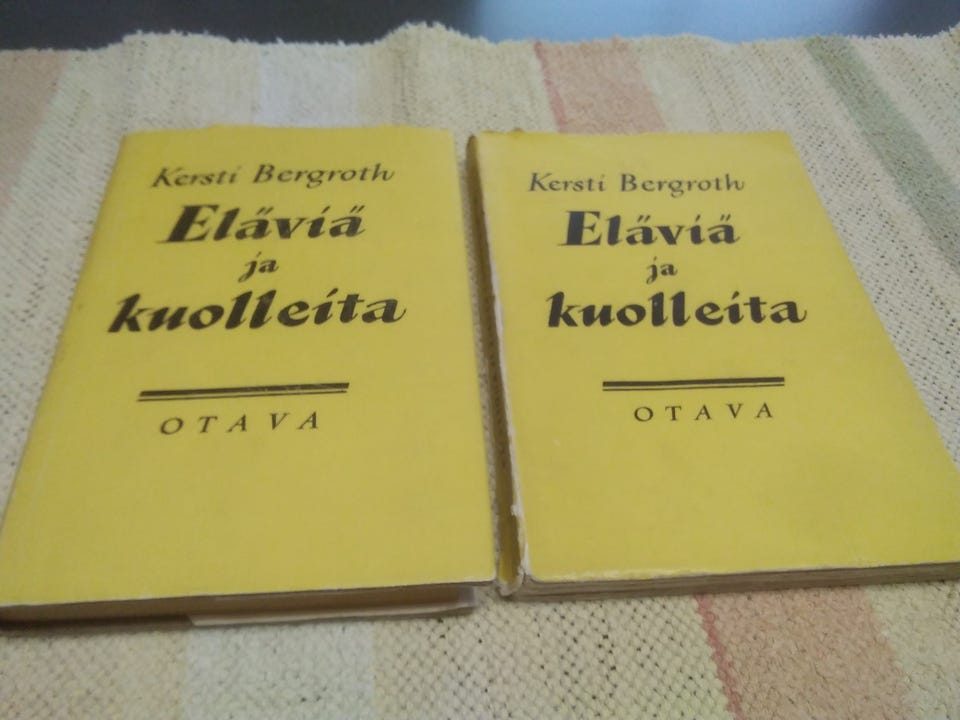 Kersti Bergroth
Eläviä
ja
kuolleita
OTAVA
Kersti Bergroth
Eläviä
ja
kuolleita
OTAVA